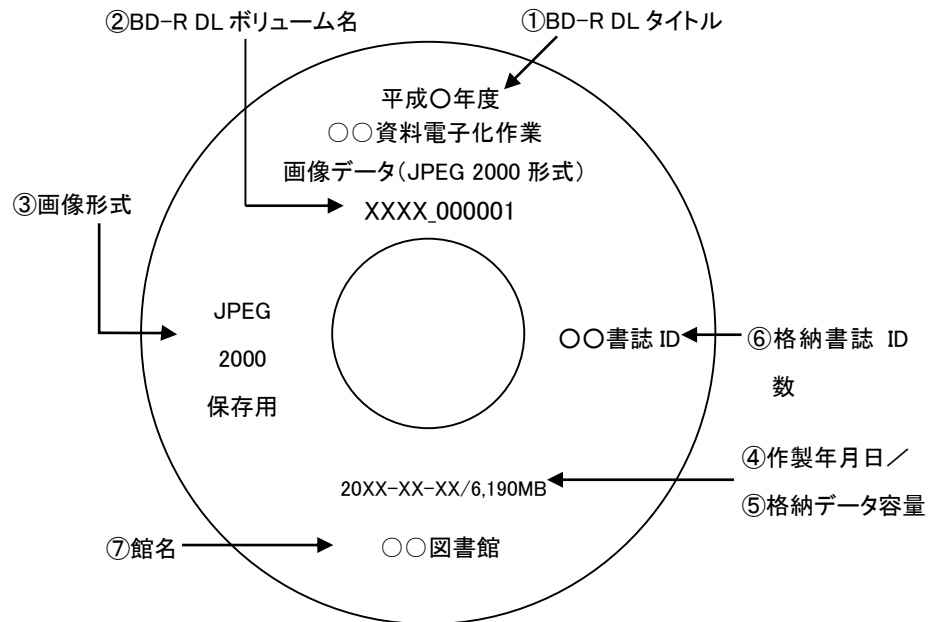 ②BD-R DL ボリューム名
①BD-R DL タイトル
平成〇年度
○○資料電子化作業
画像データ(JPEG 2000 形式)
XXXX_000001
③画像形式
JPEG
2000
保存用
〇〇書誌 ID
⑥格納書誌 ID
数
④作製年月日／
⑤格納データ容量
20XX-XX-XX/6,190MB
⑦館名
○○図書館